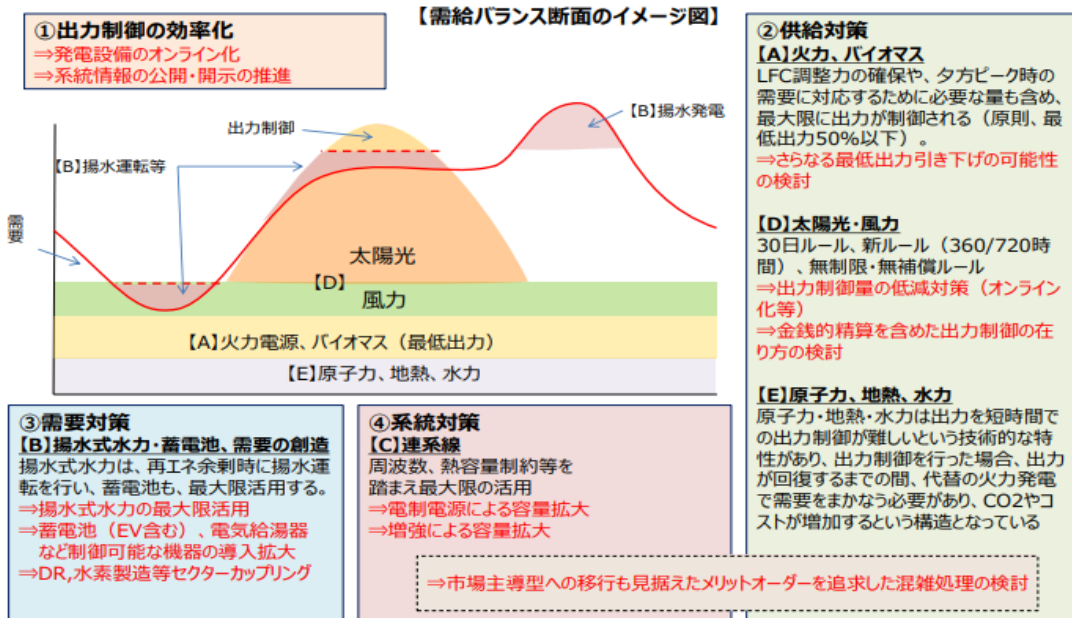 【需給バランス断面のイメージ図】
①出力制御の効率化
⇒発電設備のオンライン化
⇒系統情報の公開・開示の推進
出力制御
【B】揚水発電
【B】揚水運転等
需要
太陽光
【D】
風力
【A】火力電源、バイオマス（最低出力）
【E】原子力、地熱、水力
②供給対策
【A】火力、バイオマス
LFC調整力の確保や、夕方ピーク時の
需要に対応するために必要な量も含め、
最大限に出力が制御される（原則、最
低出力50%以下）。
⇒さらなる最低出力引き下げの可能性
の検討
【D】太陽光・風力
30日ルール、新ルール（360/720時
間）、無制限・無補償ルール
⇒出力制御量の低減対策（オンライン
化等）
⇒金銭的精算を含めた出力制御の在
り方の検討
【E】原子力、地熱、水力
原子力・地熱・水力は出力を短時間で
の出力制御が難しいという技術的な特
性があり、出力制御を行った場合、出力
が回復するまでの間、代替の火力発電
で需要をまかなう必要があり、CO2やコ
ストが増加するという構造となっている
③需要対策
【B】揚水式水力・蓄電池、需要の創造
揚水式水力は、再エネ余剰時に揚水運
転を行い、蓄電池も、最大限活用する。
⇒揚水式水力の最大限活用
⇒蓄電池（EV含む）、電気給湯器
など制御可能な機器の導入拡大
⇒DR,水素製造等セクターカップリング
④系統対策
【C】連系線
周波数、熱容量制約等を
踏まえ最大限の活用
⇒電制電源による容量拡大
⇒増強による容量拡大
⇒市場主導型への移行も見据えたメリットオーダーを追求した混雑処理の検討